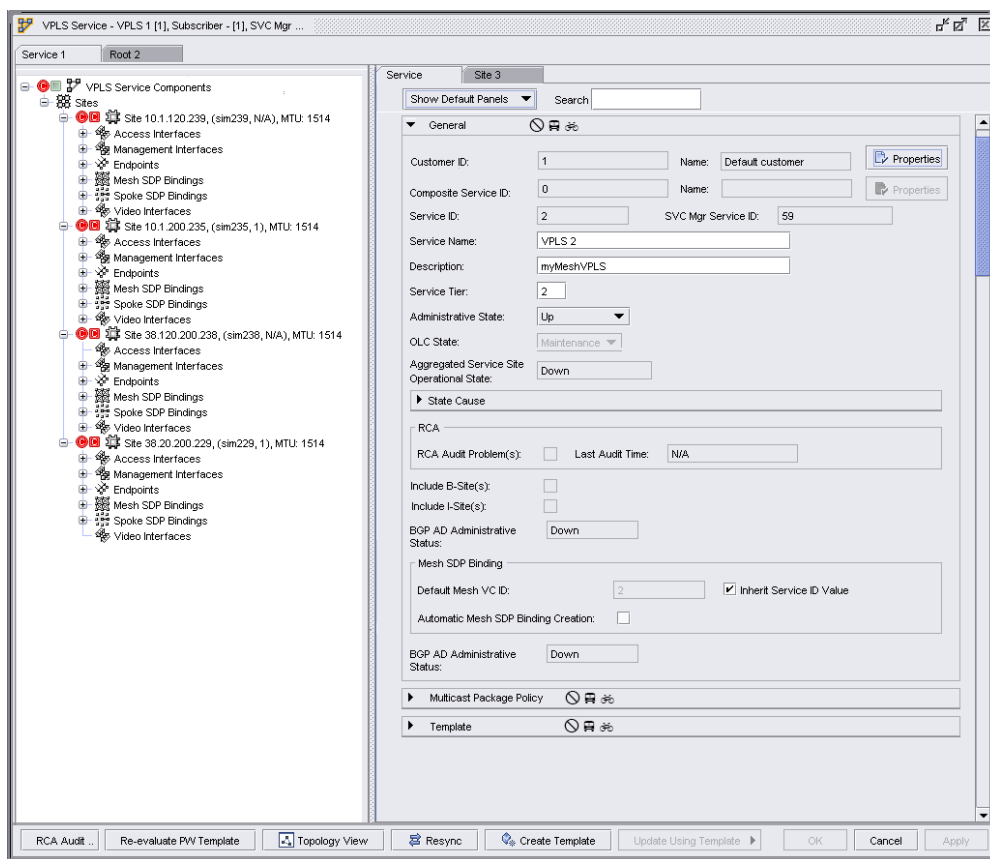 VPLS Service - VPLS 1 [1], Subscriber - [1], SVC Mgr ...
Service 1
Root 2
VPLS Service Components
Sites
Site 10.1.120.239, (sim239, N/A), MTU: 1514
Access Interfaces
Management Interfaces
Endpoints
Mesh SDP Bindings
Spoke SDP Bindings
Video Interfaces
Site 10.1.200.235, (sim235, 1), MTU: 1514
Access Interfaces
Management Interfaces
Endpoints
Mesh SDP Bindings
Spoke SDP Bindings
Video Interfaces
Site 38.120.200.238, (sim238, N/A), MTU: 1514
Access Interfaces
Management Interfaces
Endpoints
Mesh SDP Bindings
Spoke SDP Bindings
Video Interfaces
Site 38.20.200.229, (sim229, 1), MTU: 1514
Access Interfaces
Management Interfaces
Endpoints
Mesh SDP Bindings
Spoke SDP Bindings
Video Interfaces
Service
Site 3
Show Default Panels
Search
General
Customer ID: 1 Name: Default customer Properties
Composite Service ID: 0 Name: Properties
Service ID: 2 SVC Mgr Service ID: 59
Service Name: VPLS 2
Description: myMeshVPLS
Service Tier: 2
Administrative State: Up
OLC State: Maintenance
Aggregated Service Site
Operational State: Down
State Cause
RCA
RCA Audit Problem(s): Last Audit Time: N/A
Include B-Site(s):
Include I-Site(s):
BGP AD Administrative
Status: Down
Mesh SDP Binding
Default Mesh VC ID: 2 Inherit Service ID Value
Automatic Mesh SDP Binding Creation:
BGP AD Administrative
Status: Down
Multicast Package Policy
Template
RCA Audit ..
Re-evaluate PW Template
Topology View
Resync
Create Template
Update Using Template
OK
Cancel
Apply